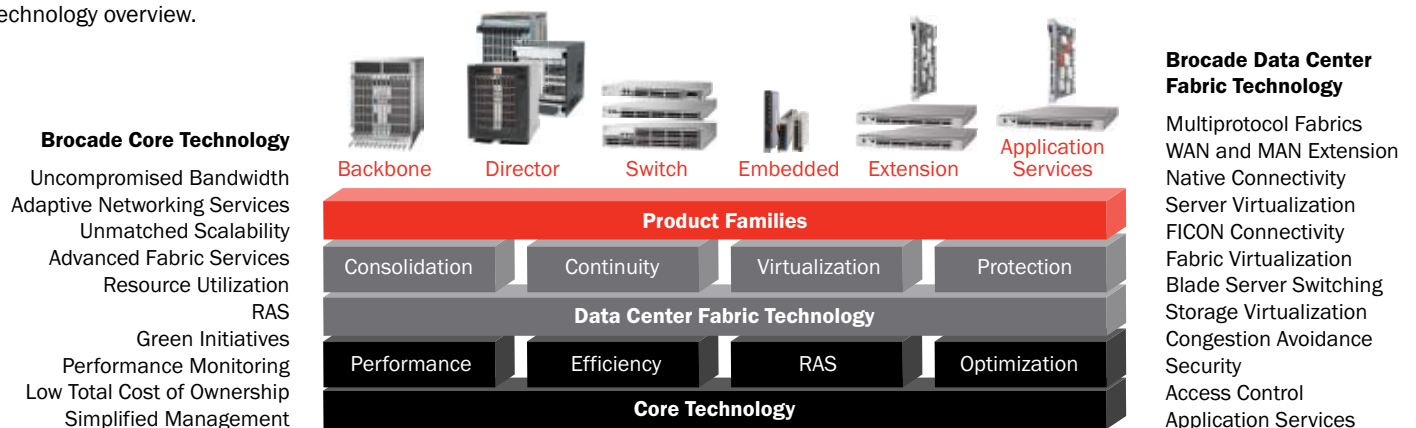 echnology overview.
Brocade Core Technology
Uncompromised Bandwidth
Adaptive Networking Services
Unmatched Scalability
Advanced Fabric Services
Resource Utilization
RAS
Green Initiatives
Performance Monitoring
Low Total Cost of Ownership
Simplified Management
Backbone
Director
Switch
Embedded
Extension
Application
Services
Product Families
Consolidation
Continuity
Virtualization
Protection
Data Center Fabric Technology
Performance
Efficiency
RAS
Optimization
Core Technology
Brocade Data Center
Fabric Technology
Multiprotocol Fabrics
WAN and MAN Extension
Native Connectivity
Server Virtualization
FICON Connectivity
Fabric Virtualization
Blade Server Switching
Storage Virtualization
Congestion Avoidance
Security
Access Control
Application Services